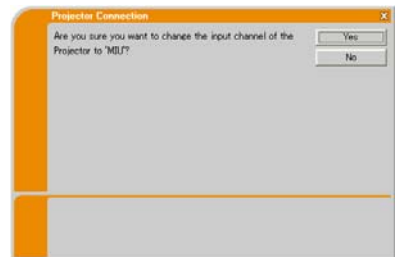 Projector Connection X
Are you sure you want to change the input channel of the Yes
Projector to 'MIU'? No